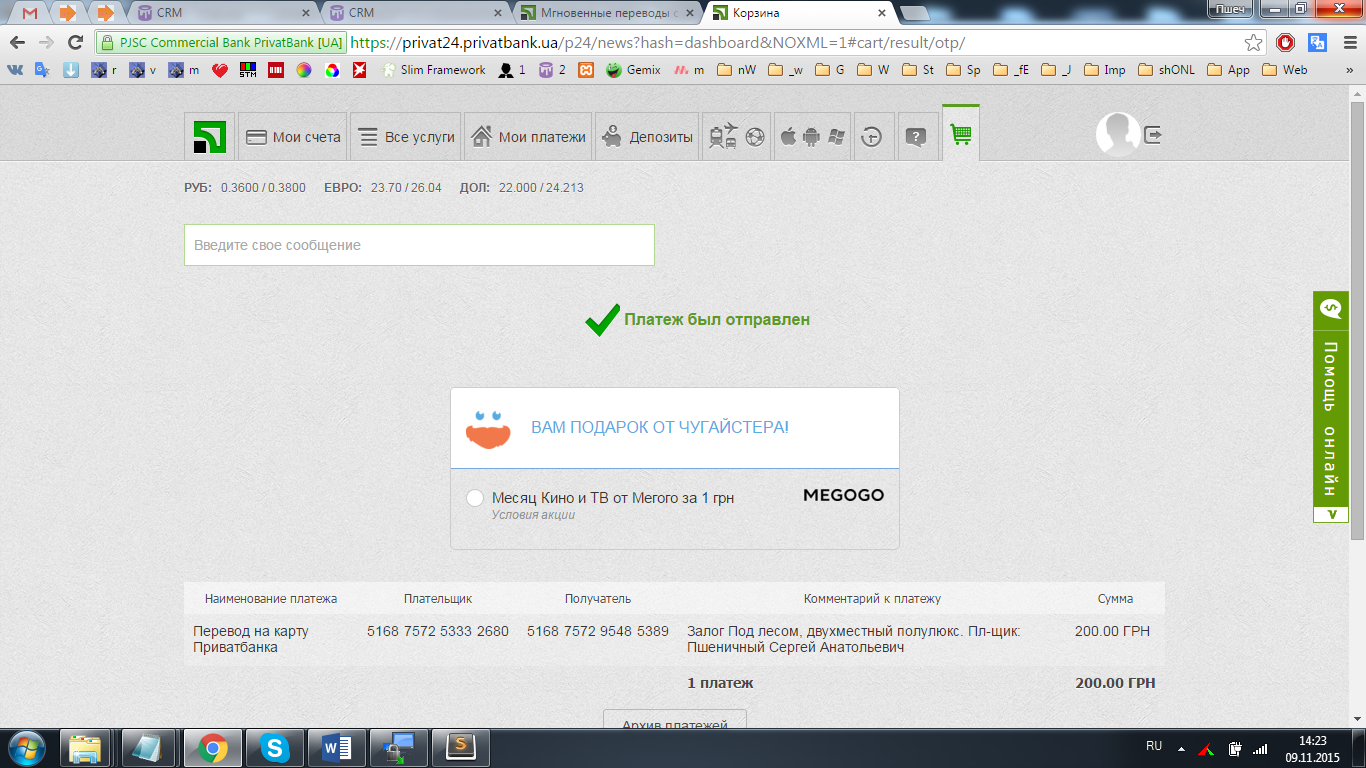 CRM
CRM
Мгновенные переводы с
Корзина
Пшеч
PJSC Commercial Bank PrivatBank [UA]
https://privat24.privatbank.ua/p24/news?hash=dashboard&NOXML=1#cart/result/otp/
r
v
m
STM
Slim Framework
1
2
Gemix
m
nW
_w
G
W
St
Sp
_fE
_J
Imp
shONL
App
Web
»
Мои счета
Все услуги
Мои платежи
Депозиты
РУБ: 0.3600 / 0.3800 ЕВРО: 23.70 / 26.04 ДОЛ: 22.000 / 24.213
Введите свое сообщение
Платеж был отправлен
Помощь онлайн
ВАМ ПОДАРОК ОТ ЧУГАЙСТЕРА!
Месяц Кино и ТВ от Мегого за 1 грн
MEGOGO
Условия акции
Наименование платежа Плательщик Получатель Комментарий к платежу Сумма
Перевод на карту Приватбанка 5168 7572 5333 2680 5168 7572 9548 5389 Залог Под лесом, двухместный полулюкс. Пл-щик: Пшеничный Сергей Анатольевич 200.00 ГРН
1 платеж 200.00 ГРН
Архив платежей
RU
14:23
09.11.2015